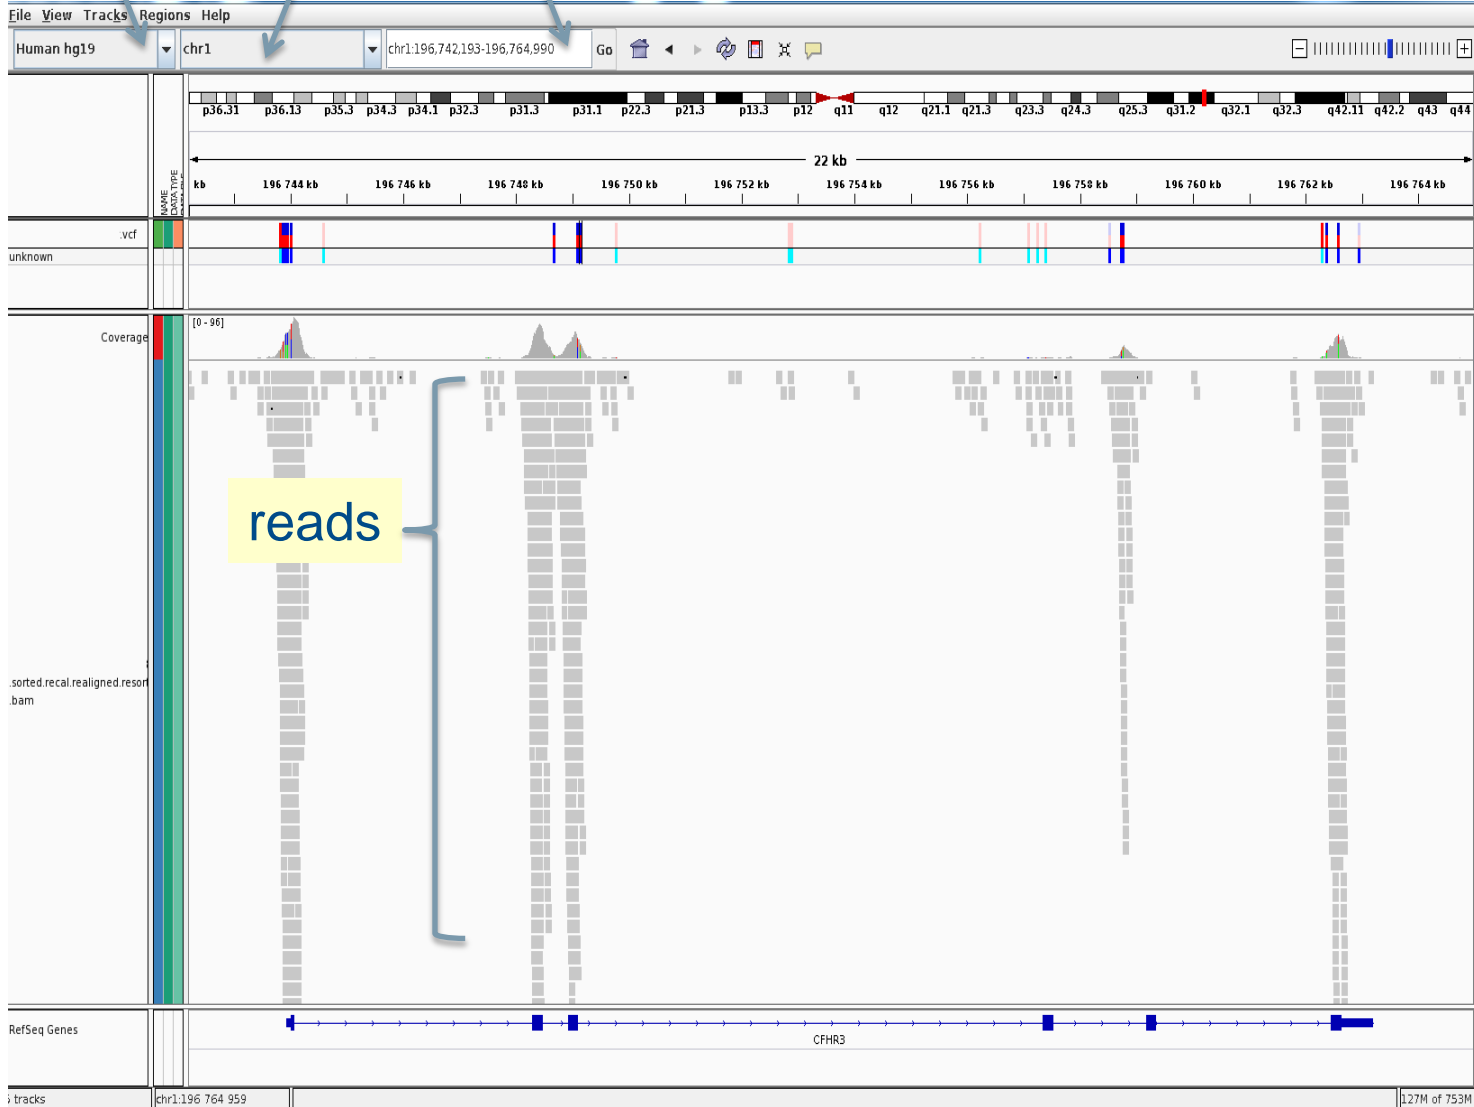 File View Tracks Regions Help
Human hg19 chr1 chr1:196,742,193-196,764,990 Go
p36.31 p36.13 p35.3 p34.3 p34.1 p32.3 p31.3 p31.1 p22.3 p21.3 p13.3 p12 q11 q12 q21.1 q21.3 q23.3 q24.3 q25.3 q31.2 q32.1 q32.3 q42.11 q42.2 q43 q44
22 kb
kb 196 744 kb 196 746 kb 196 748 kb 196 750 kb 196 752 kb 196 754 kb 196 756 kb 196 758 kb 196 760 kb 196 762 kb 196 764 kb
NAME
DATA TYPE
.vcf
unknown
[0 - 96]
Coverage
reads
.sorted.recal.realigned.resort
.bam
RefSeq Genes
CFHR3
tracks chr1:196 764 959 127M of 753M